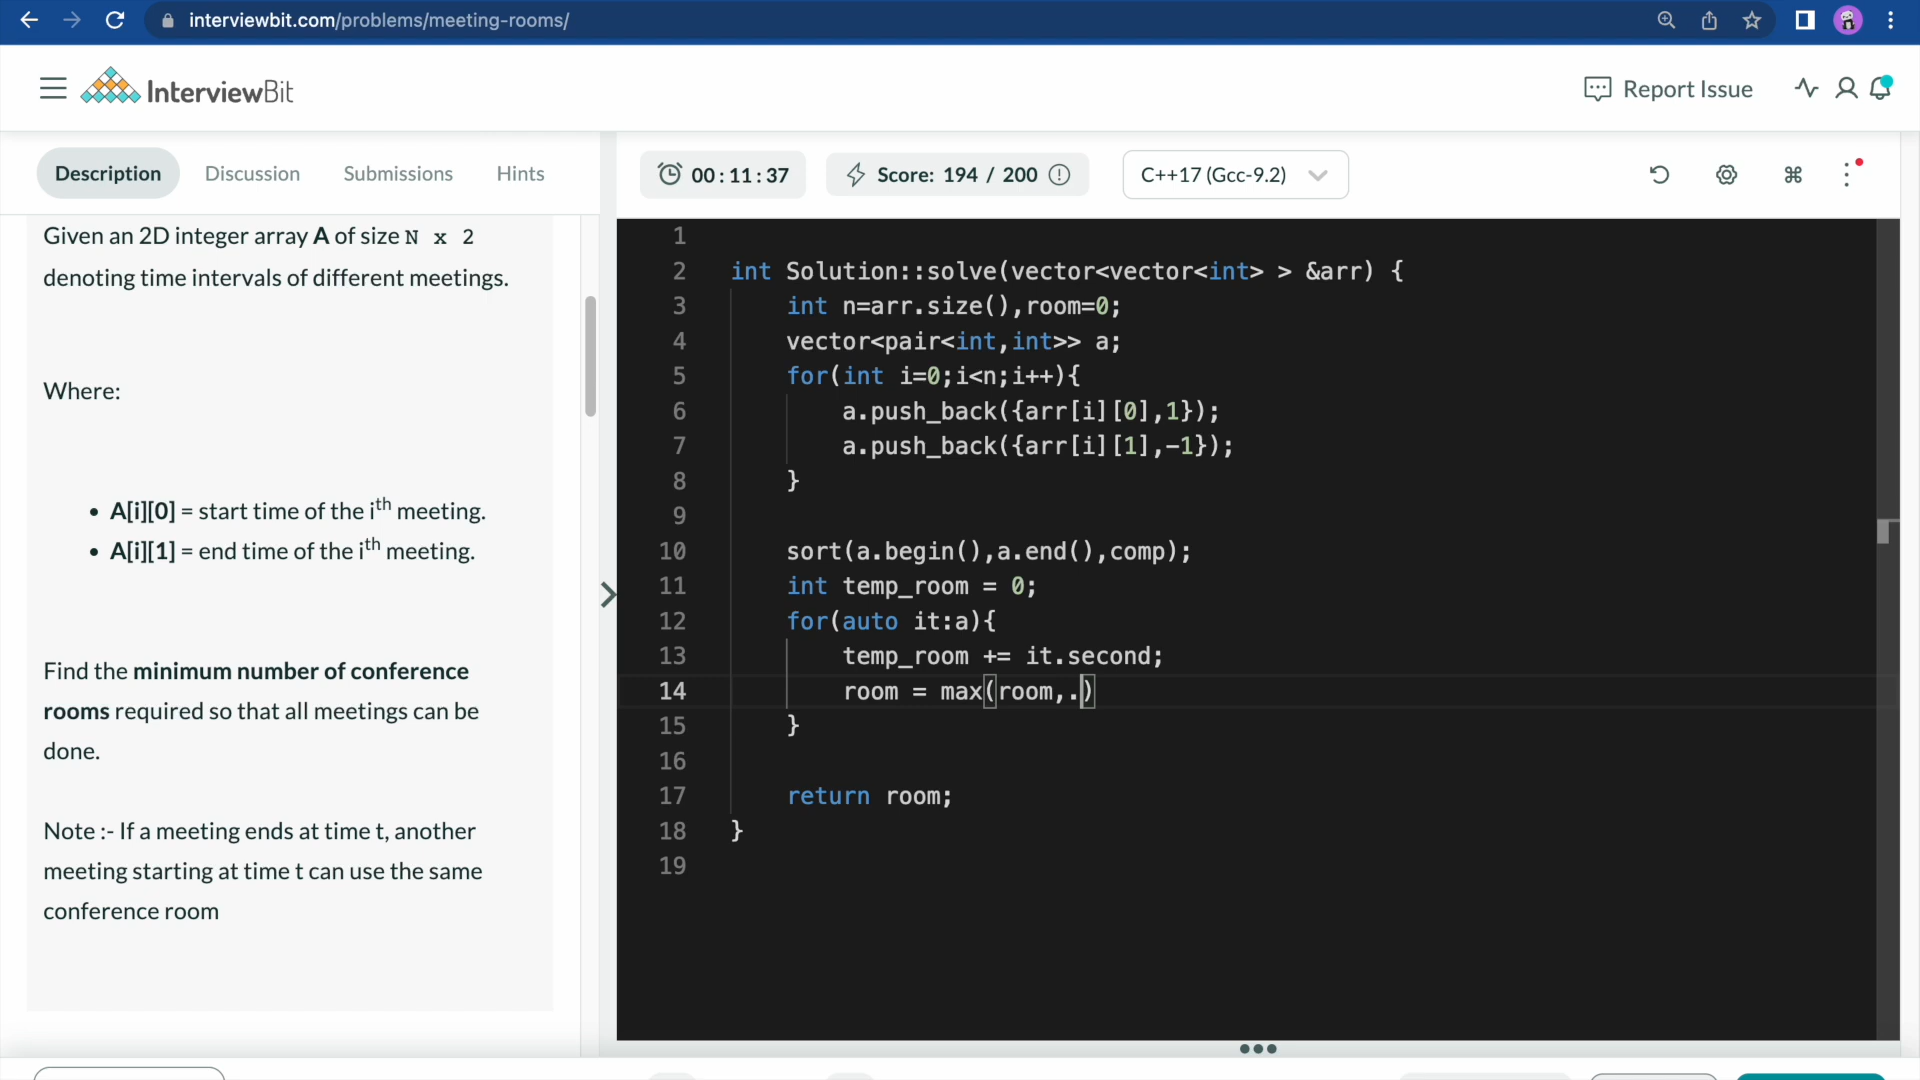 interviewbit.com/problems/meeting-rooms/
InterviewBit
Report Issue
Description Discussion Submissions Hints
00:11:37
Score: 194 / 200
C++17 (Gcc-9.2)
Given an 2D integer array A of size N x 2
denoting time intervals of different meetings.
Where:
• A[i][0] = start time of the ith meeting.
• A[i][1] = end time of the ith meeting.
Find the minimum number of conference
rooms required so that all meetings can be
done.
Note :- If a meeting ends at time t, another
meeting starting at time t can use the same
conference room
1
2 int Solution::solve(vector<vector<int> > &arr) {
3 int n=arr.size(),room=0;
4 vector<pair<int,int>> a;
5 for(int i=0;i<n;i++){
6 a.push_back({arr[i][0],1});
7 a.push_back({arr[i][1],-1});
8 }
9
10 sort(a.begin(),a.end(),comp);
11 int temp_room = 0;
12 for(auto it:a){
13 temp_room += it.second;
14 room = max(room,.)
15 }
16
17 return room;
18 }
19